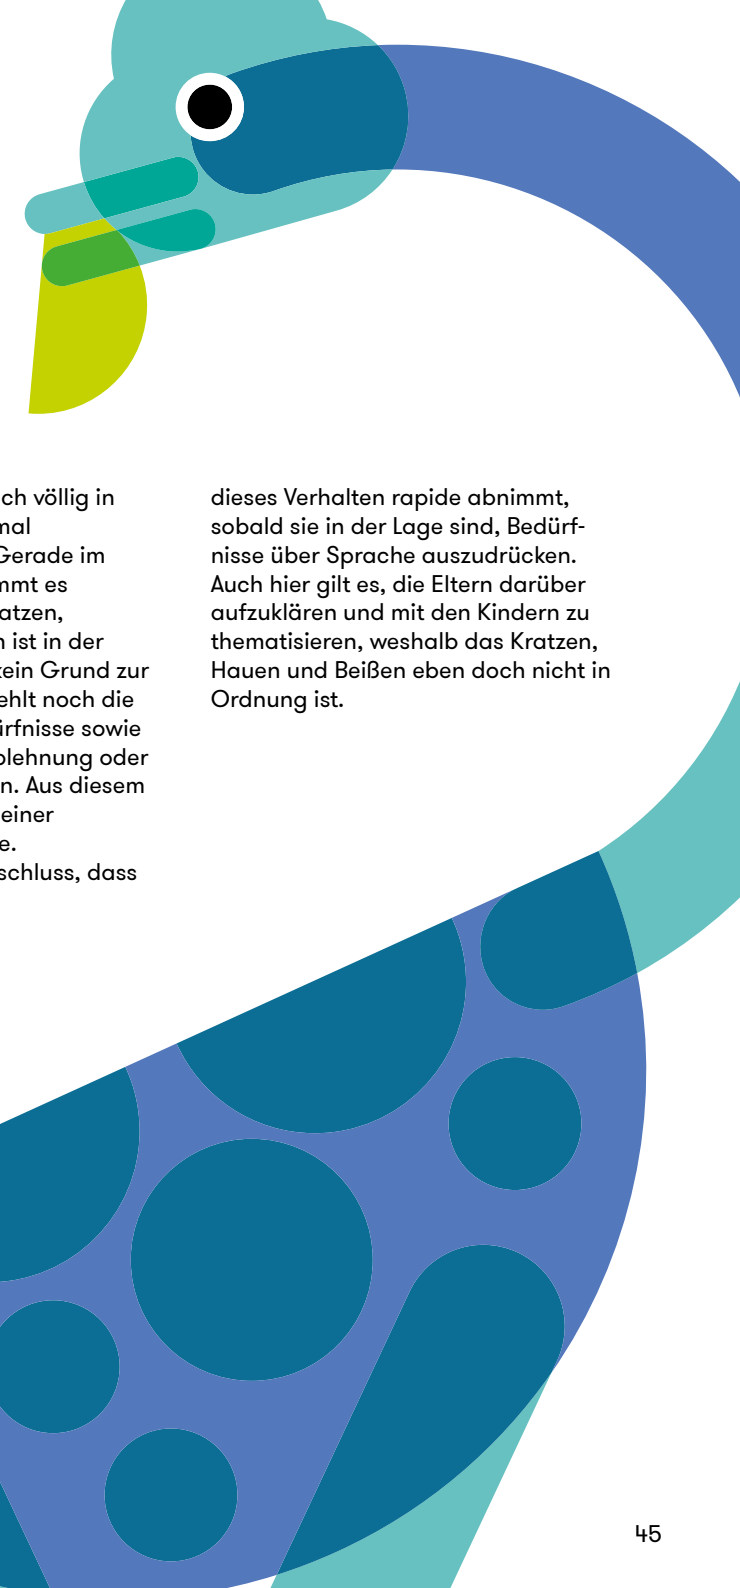 ch völlig in
mal
Gerade im
mmt es
atzen,
n ist in der
kein Grund zur
ehlt noch die
ürfnisse sowie
blehnung oder
n. Aus diesem
einer
e.
schluss, dass
dieses Verhalten rapide abnimmt,
sobald sie in der Lage sind, Bedürf-
nisse über Sprache auszudrücken.
Auch hier gilt es, die Eltern darüber
aufzuklären und mit den Kindern zu
thematisieren, weshalb das Kratzen,
Hauen und Beißen eben doch nicht in
Ordnung ist.
45